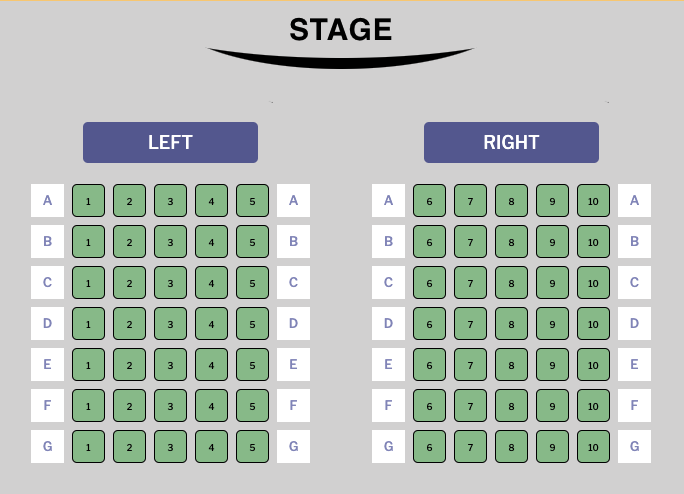 STAGE
LEFT RIGHT
A 1 2 3 4 5 A A 6 7 8 9 10 A
B 1 2 3 4 5 B B 6 7 8 9 10 B
C 1 2 3 4 5 C C 6 7 8 9 10 C
D 1 2 3 4 5 D D 6 7 8 9 10 D
E 1 2 3 4 5 E E 6 7 8 9 10 E
F 1 2 3 4 5 F F 6 7 8 9 10 F
G 1 2 3 4 5 G G 6 7 8 9 10 G